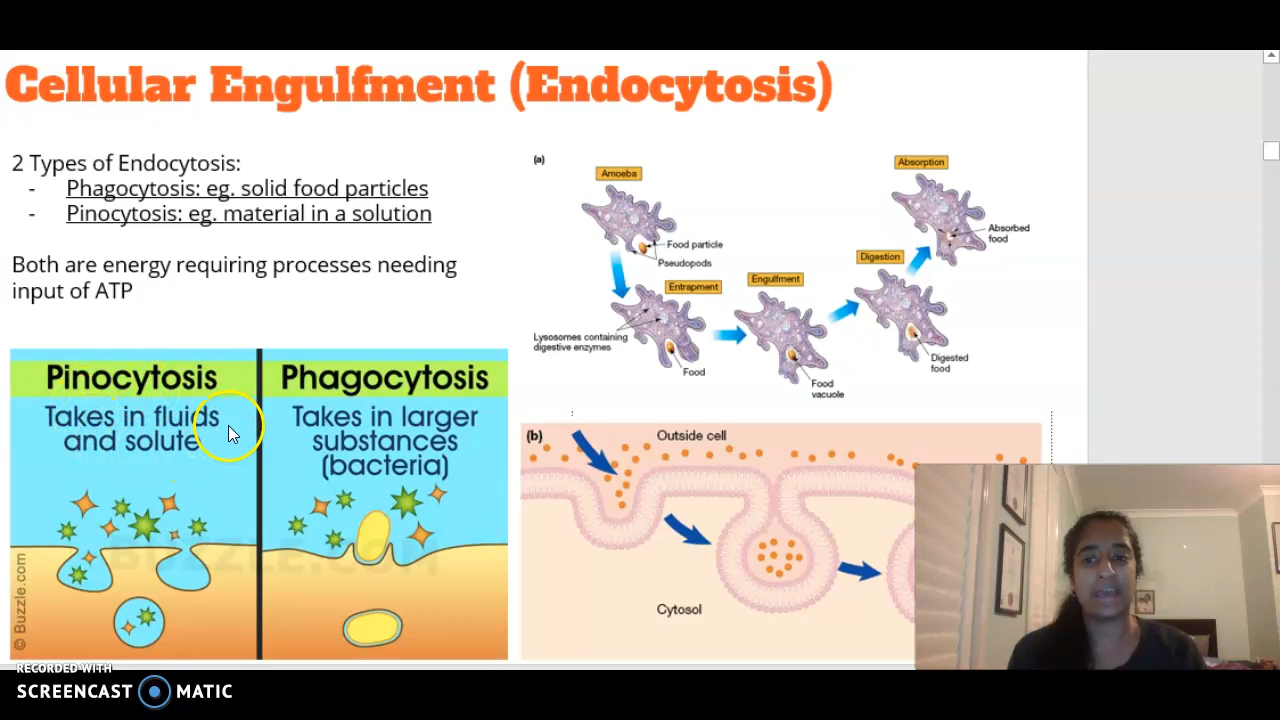 Cellular Engulfment (Endocytosis)
2 Types of Endocytosis:
- Phagocytosis: eg. solid food particles
- Pinocytosis: eg. material in a solution
Both are energy requiring processes needing
input of ATP
(a)
Amoeba
Food particle
Pseudopods
Entrapment
Lysosomes containing
digestive enzymes
Food
Engulfment
Food
vacuole
Digestion
Digested
food
Absorption
Absorbed
food
Pinocytosis
Takes in fluids
and solute
Phagocytosis
Takes in larger
substances
(bacteria)
BUZZLE.COM
© Buzzle.com
(b)
Outside cell
Cytosol
RECORDED WITH
SCREENCAST MATIC